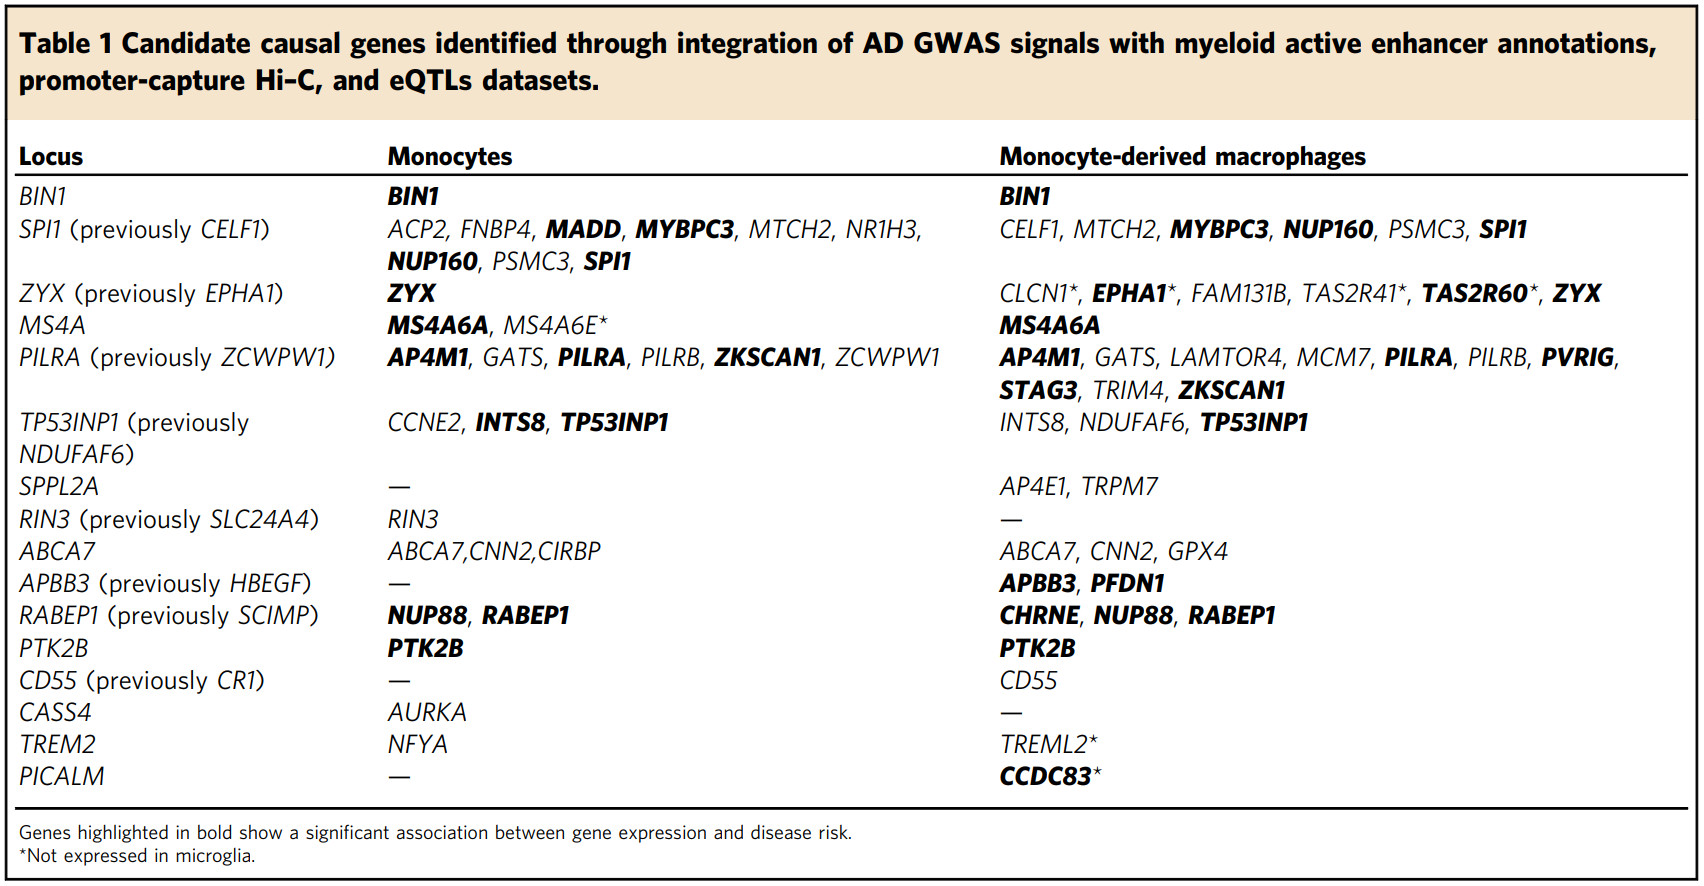 Table 1 Candidate causal genes identified through integration of AD GWAS signals with myeloid active enhancer annotations,
promoter-capture Hi–C, and eQTLs datasets.
Locus Monocytes Monocyte-derived macrophages
BIN1 BIN1 BIN1
SPI1 (previously CELF1) ACP2, FNBP4, MADD, MYBPC3, MTCH2, NR1H3, CELF1, MTCH2, MYBPC3, NUP160, PSMC3, SPI1
NUP160, PSMC3, SPI1
ZYX (previously EPHA1) ZYX CLCN1*, EPHA1*, FAM131B, TAS2R41*, TAS2R60*, ZYX
MS4A MS4A6A, MS4A6E* MS4A6A
PILRA (previously ZCWPW1) AP4M1, GATS, PILRA, PILRB, ZKSCAN1, ZCWPW1 AP4M1, GATS, LAMTOR4, MCM7, PILRA, PILRB, PVRIG,
STAG3, TRIM4, ZKSCAN1
TP53INP1 (previously CCNE2, INTS8, TP53INP1 INTS8, NDUFAF6, TP53INP1
NDUFAF6)
SPPL2A — AP4E1, TRPM7
RIN3 (previously SLC24A4) RIN3 —
ABCA7 ABCA7,CNN2,CIRBP ABCA7, CNN2, GPX4
APBB3 (previously HBEGF) — APBB3, PFDN1
RABEP1 (previously SCIMP) NUP88, RABEP1 CHRNE, NUP88, RABEP1
PTK2B PTK2B PTK2B
CD55 (previously CR1) — CD55
CASS4 AURKA —
TREM2 NFYA TREML2*
PICALM — CCDC83*
Genes highlighted in bold show a significant association between gene expression and disease risk.
*Not expressed in microglia.